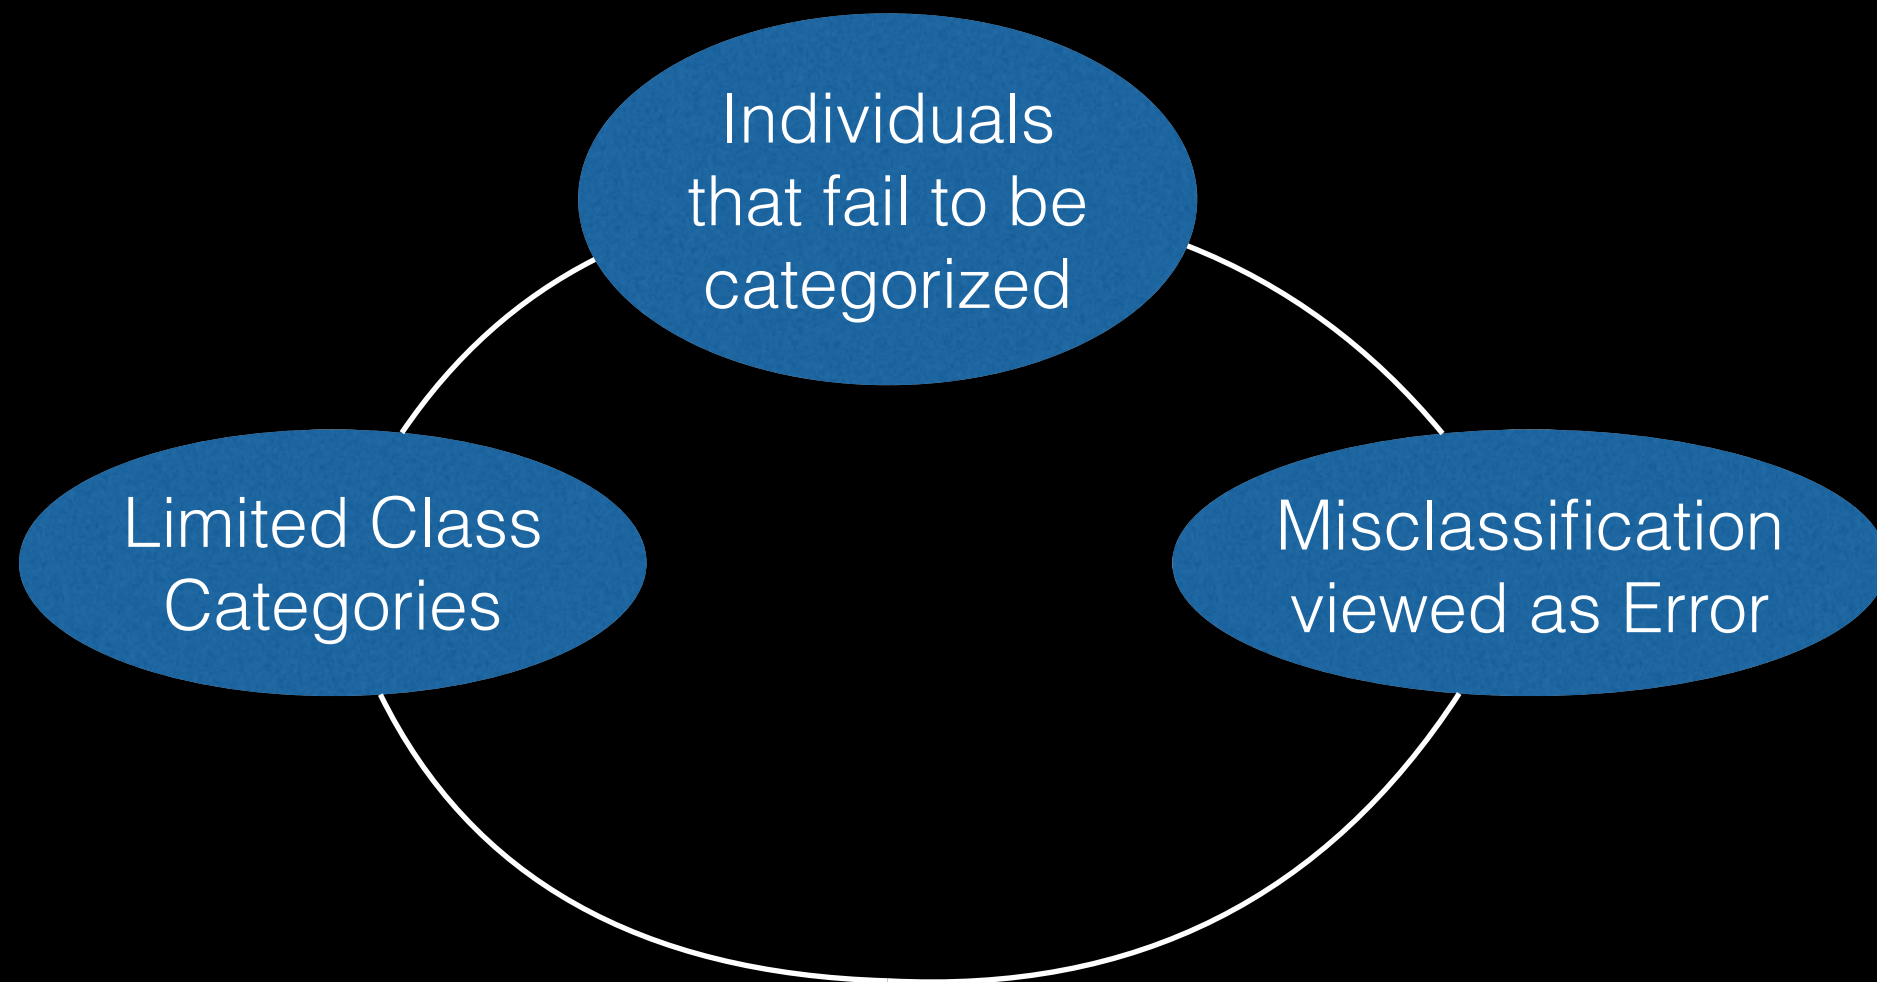 Individuals
that fail to be
categorized
Limited Class
Categories
Misclassification
viewed as Error